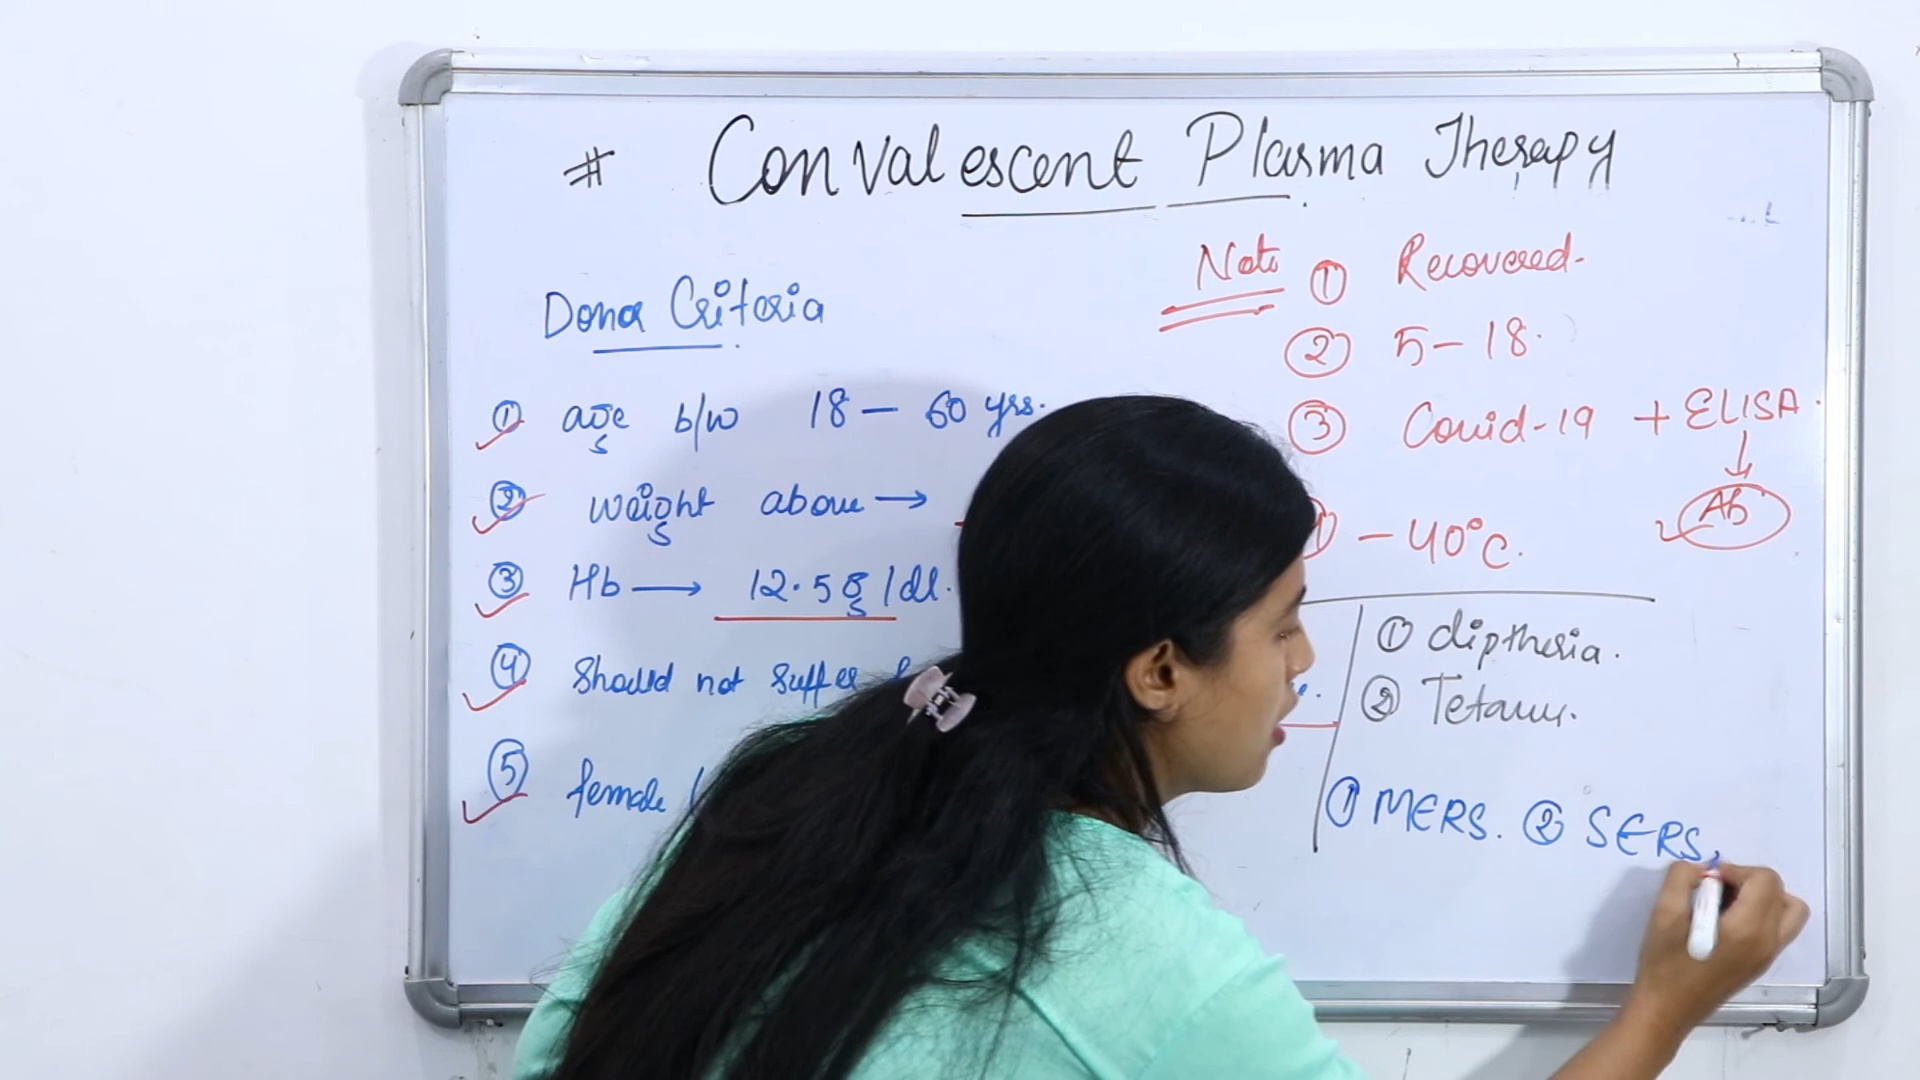 # Convalescent Plasma Therapy
Donor Criteria
① age b/w 18 – 60 yrs.
② weight above →
③ Hb → 12.5 g/dl.
④ Should not suffer
⑤ female (
Note ① Recovered.
② 5 – 18.
③ Covid-19 + ELISA.
↓
Ab
– 40°C.
① diptheria.
② Tetanus.
① MERS. ② SERS,